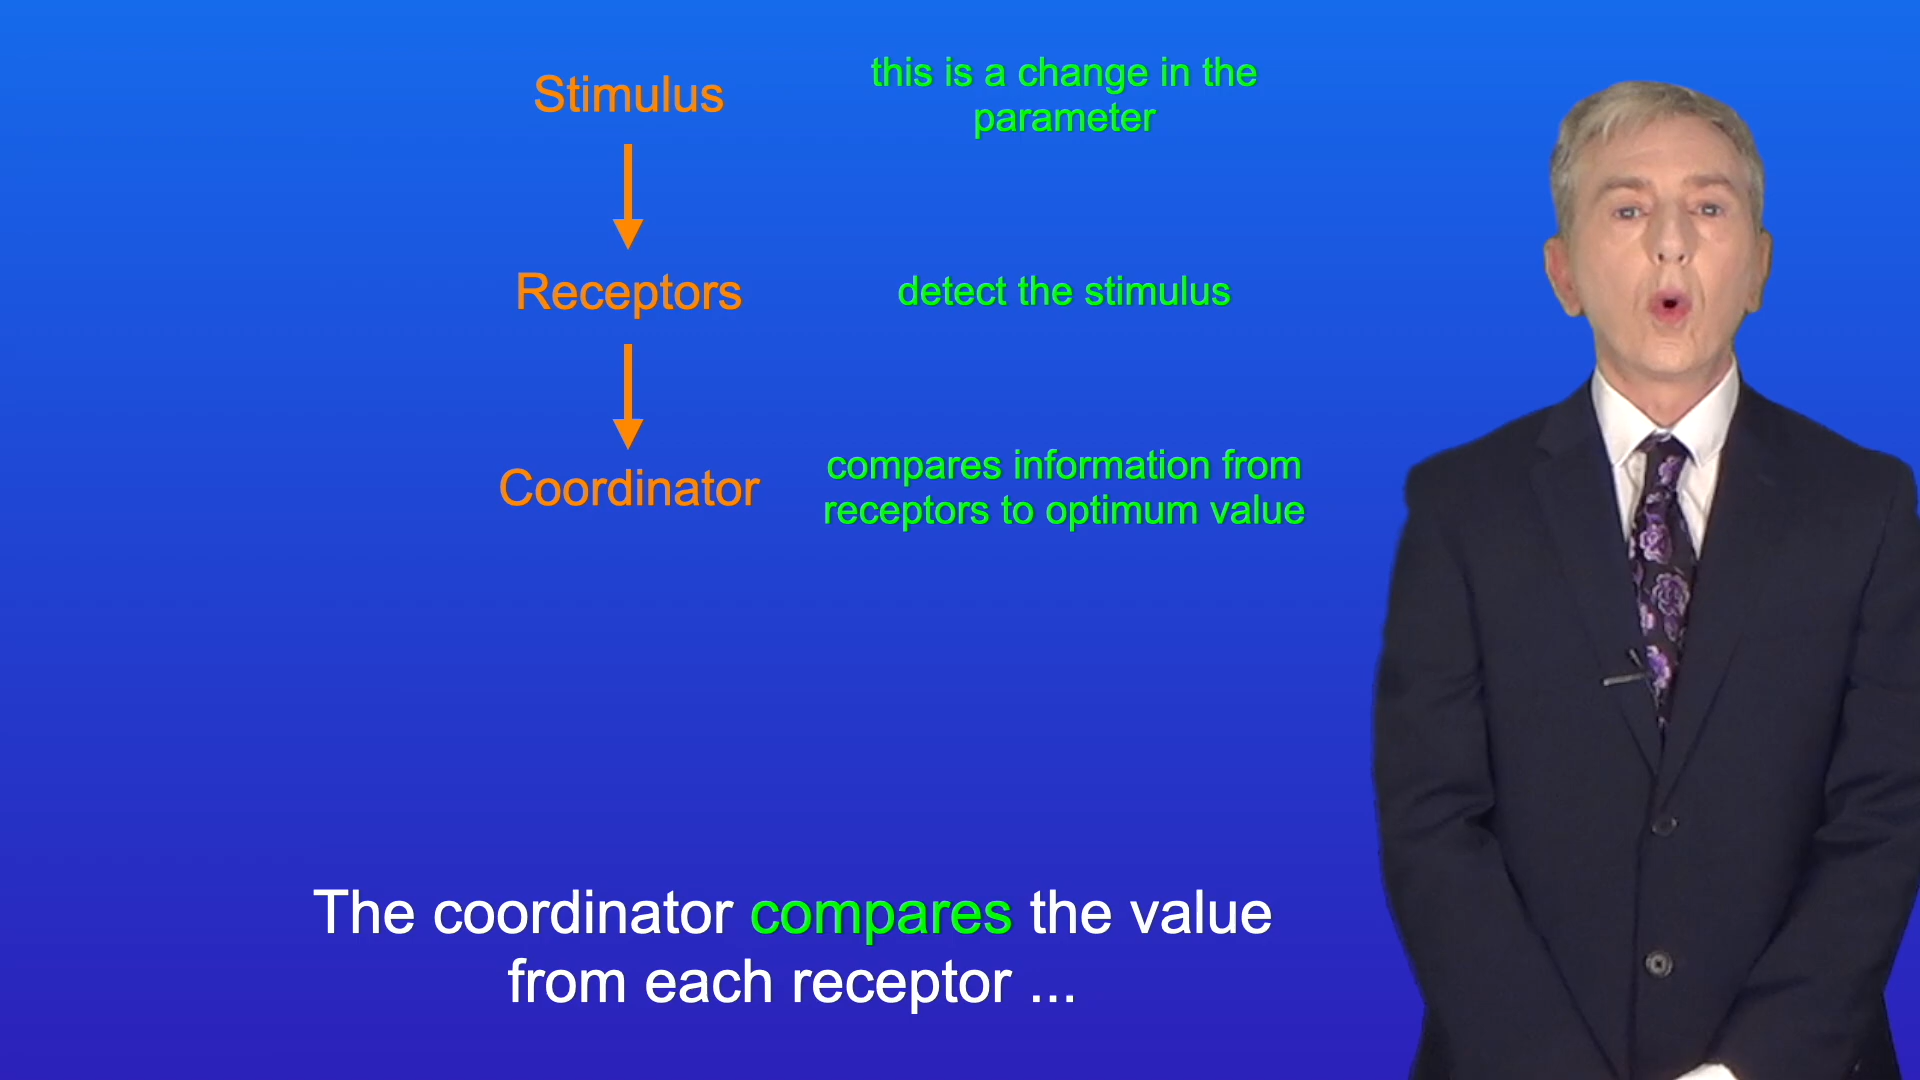 Stimulus
this is a change in the
parameter
Receptors
detect the stimulus
Coordinator
compares information from
receptors to optimum value
The coordinator compares the value
from each receptor ...